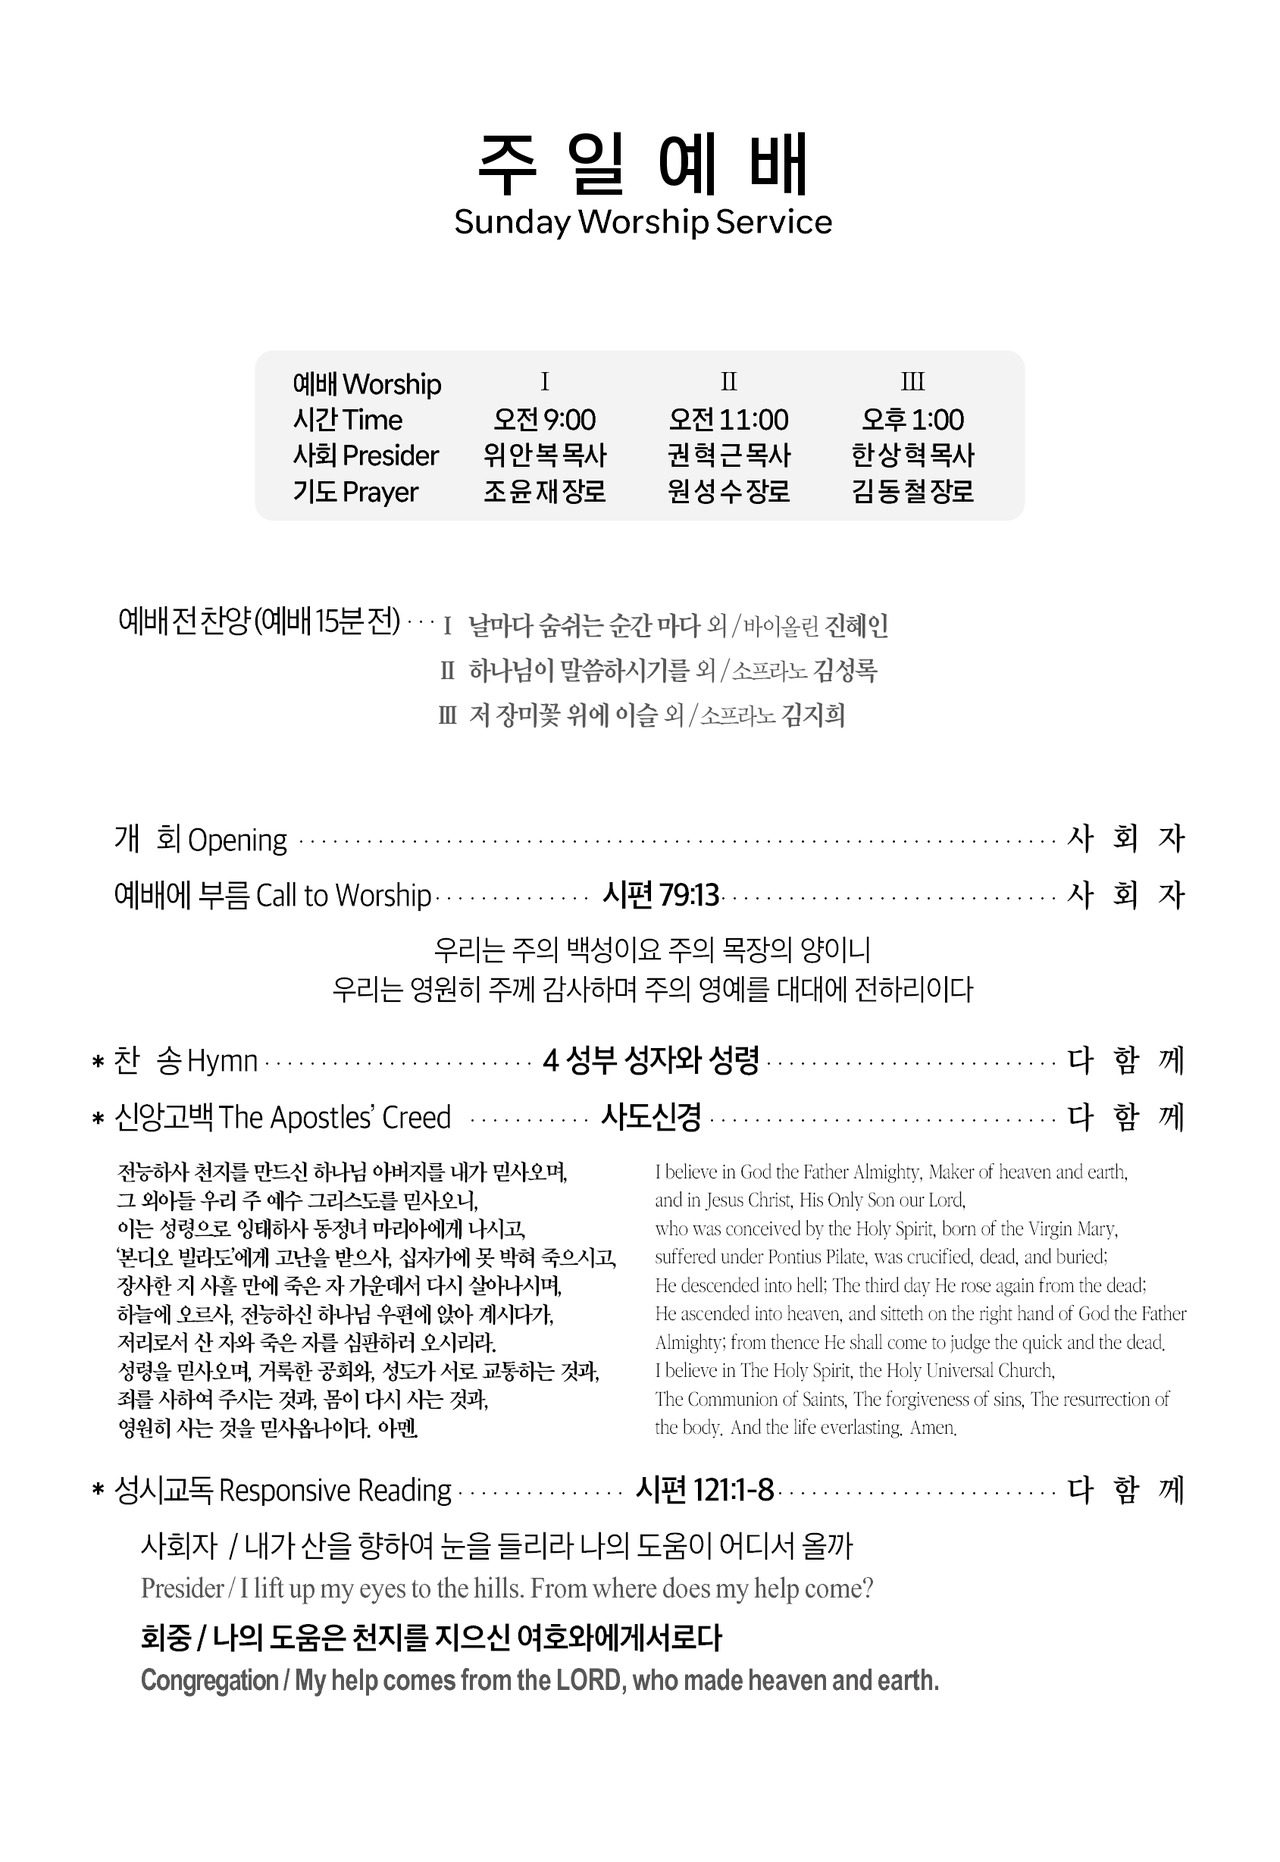 주 일 예 배
Sunday Worship Service
예배 Worship Ⅰ Ⅱ Ⅲ
시간 Time 오전 9:00 오전 11:00 오후 1:00
사회 Presider 위안복목사 권혁근목사 한상혁목사
기도 Prayer 조윤재장로 원성수장로 김동철장로
예배 전 찬양 (예배 15분 전) ··· Ⅰ 날마다 숨쉬는 순간 마다 외 / 바이올린 진혜인
Ⅱ 하나님이 말씀하시기를 외 / 소프라노 김성록
Ⅲ 저 장미꽃 위에 이슬 외 / 소프라노 김지희
개 회 Opening 사 회 자
예배에 부름 Call to Worship 시편 79:13 사 회 자
우리는 주의 백성이요 주의 목장의 양이니
우리는 영원히 주께 감사하며 주의 영예를 대대에 전하리이다
* 찬 송 Hymn 4 성부 성자와 성령 다 함 께
* 신앙고백 The Apostles’ Creed 사도신경 다 함 께
전능하사 천지를 만드신 하나님 아버지를 내가 믿사오며,
그 외아들 우리 주 예수 그리스도를 믿사오니,
이는 성령으로 잉태하사 동정녀 마리아에게 나시고,
‘본디오 빌라도’에게 고난을 받으사, 십자가에 못 박혀 죽으시고,
장사한 지 사흘 만에 죽은 자 가운데서 다시 살아나시며,
하늘에 오르사, 전능하신 하나님 우편에 앉아 계시다가,
저리로서 산 자와 죽은 자를 심판하러 오시리라.
성령을 믿사오며, 거룩한 공회와, 성도가 서로 교통하는 것과,
죄를 사하여 주시는 것과, 몸이 다시 사는 것과,
영원히 사는 것을 믿사옵나이다. 아멘.
I believe in God the Father Almighty, Maker of heaven and earth,
and in Jesus Christ, His Only Son our Lord,
who was conceived by the Holy Spirit, born of the Virgin Mary,
suffered under Pontius Pilate, was crucified, dead, and buried;
He descended into hell; The third day He rose again from the dead;
He ascended into heaven, and sitteth on the right hand of God the Father
Almighty; from thence He shall come to judge the quick and the dead.
I believe in The Holy Spirit, the Holy Universal Church,
The Communion of Saints, The forgiveness of sins, The resurrection of
the body. And the life everlasting. Amen.
* 성시교독 Responsive Reading 시편 121:1-8 다 함 께
사회자 / 내가 산을 향하여 눈을 들리라 나의 도움이 어디서 올까
Presider / I lift up my eyes to the hills. From where does my help come?
회중 / 나의 도움은 천지를 지으신 여호와에게서로다
Congregation / My help comes from the LORD, who made heaven and earth.